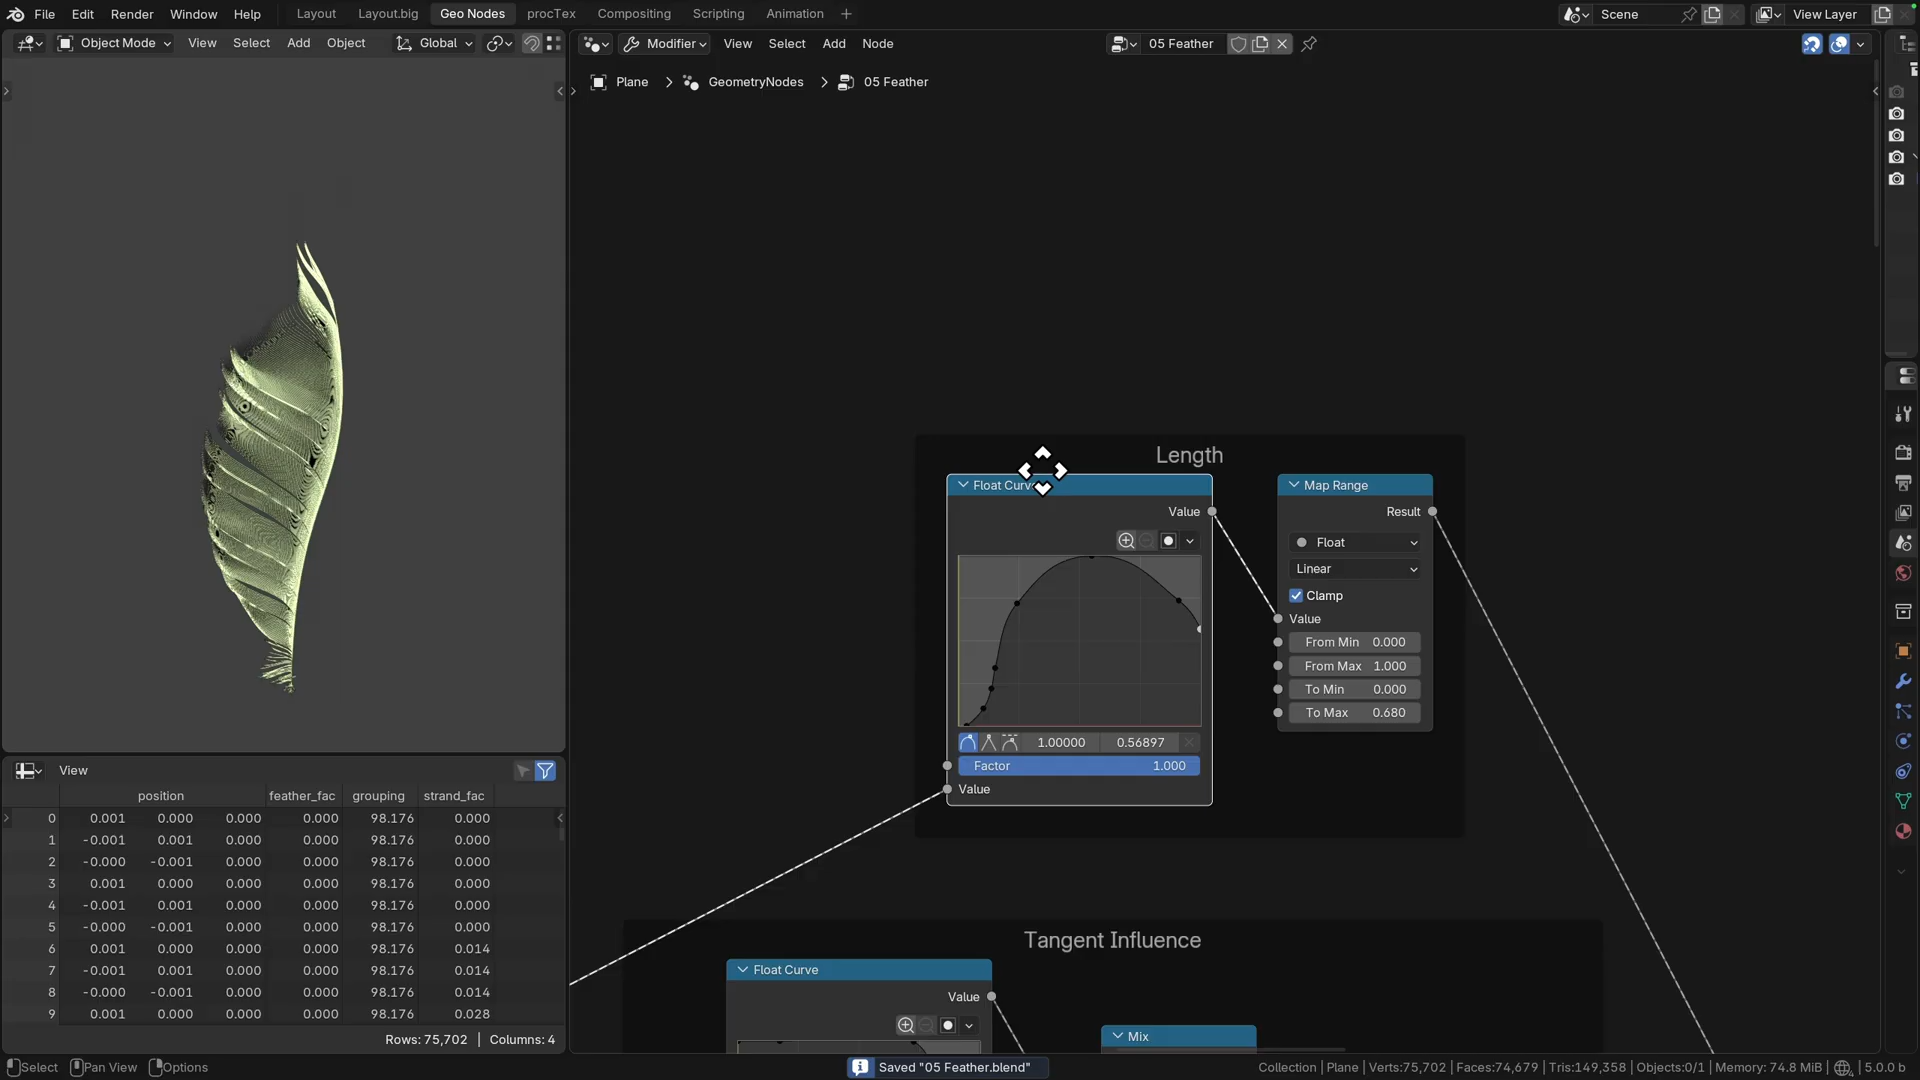 File Edit Render Window Help Layout Layout.big Geo Nodes procTex Compositing Scripting Animation Scene View Layer
Object Mode View Select Add Object Global
Modifier View Select Add Node 05 Feather
Plane GeometryNodes 05 Feather
Length
Float Curv
Value
1.00000 0.56897
Factor 1.000
Value
Map Range
Result
Float
Linear
Clamp
Value
From Min 0.000
From Max 1.000
To Min 0.000
To Max 0.680
Tangent Influence
Float Curve
Value
Mix
View
position feather_fac grouping strand_fac
0 0.001 0.000 0.000 0.000 98.176 0.000
1 -0.001 0.001 0.000 0.000 98.176 0.000
2 -0.000 -0.001 0.000 0.000 98.176 0.000
3 0.001 0.000 0.000 0.000 98.176 0.000
4 -0.001 0.001 0.000 0.000 98.176 0.000
5 -0.000 -0.001 0.000 0.000 98.176 0.000
6 0.001 0.000 0.000 0.000 98.176 0.014
7 -0.001 0.001 0.000 0.000 98.176 0.014
8 -0.000 -0.001 0.000 0.000 98.176 0.014
9 0.001 0.000 0.000 0.000 98.176 0.028
Rows: 75,702 | Columns: 4
Select Pan View Options Saved "05 Feather.blend" Collection | Plane | Verts:75,702 | Faces:74,679 | Tris:149,358 | Objects:0/1 | Memory: 74.8 MiB | 5.0.0 b